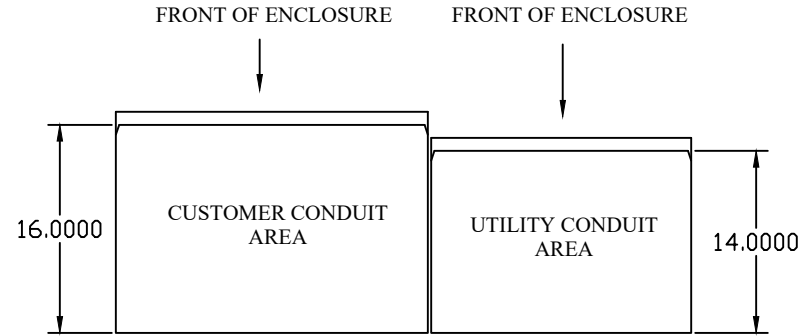 FRONT OF ENCLOSURE
FRONT OF ENCLOSURE
CUSTOMER CONDUIT
AREA
UTILITY CONDUIT
AREA
16.0000
14.0000